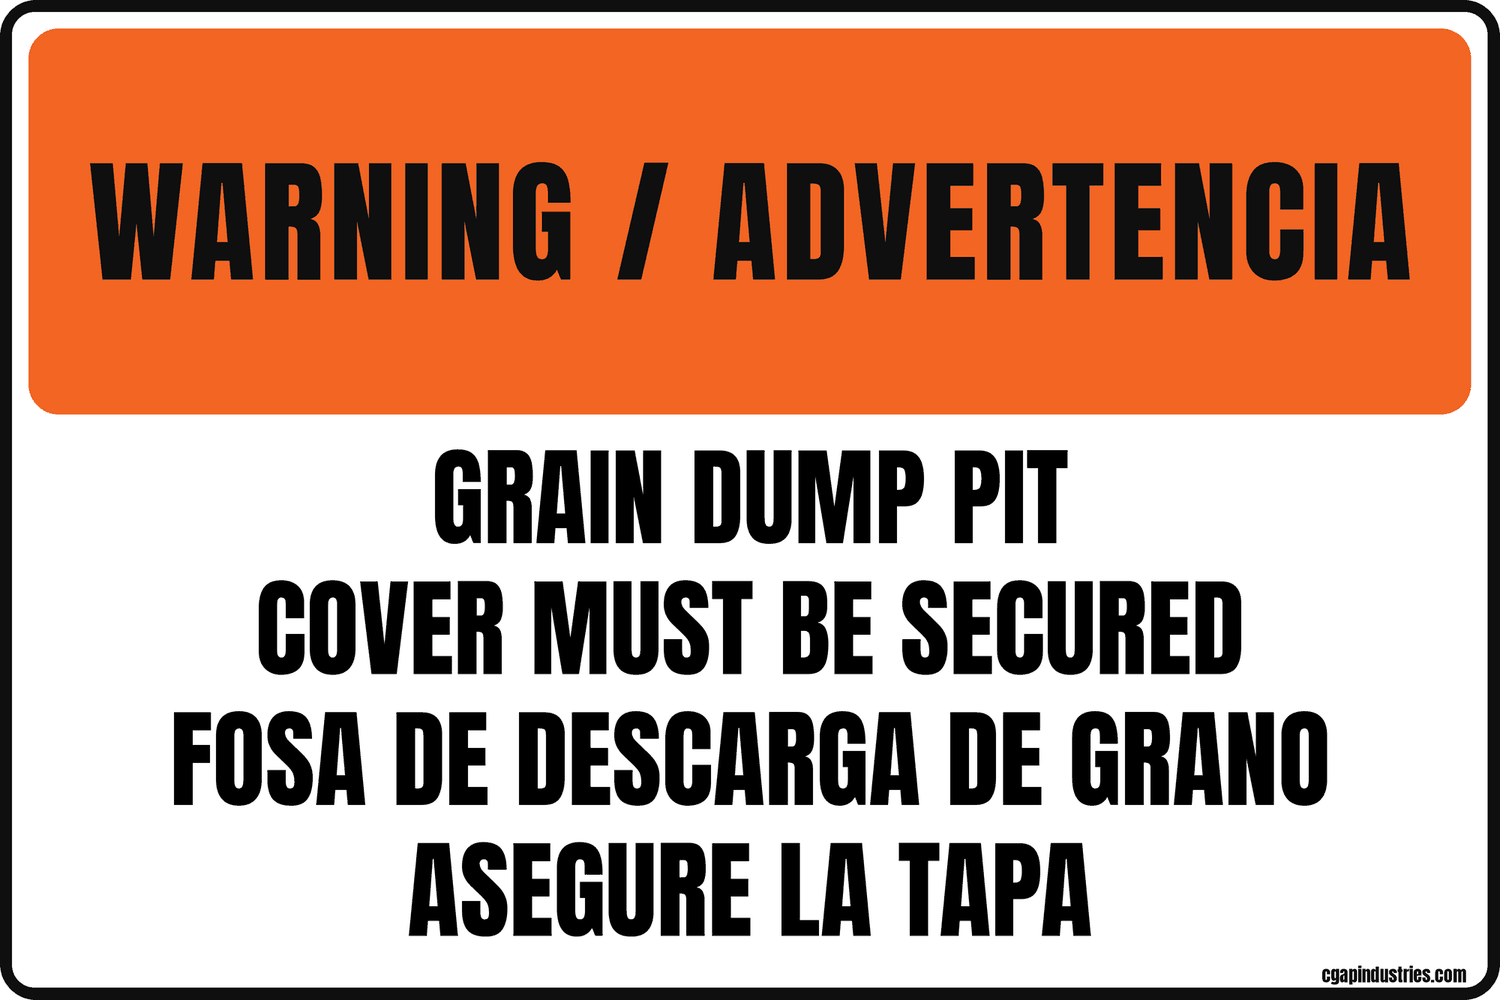 WARNING / ADVERTENCIA
GRAIN DUMP PIT
COVER MUST BE SECURED
FOSA DE DESCARGA DE GRANO
ASEGURE LA TAPA
cgapindustries.com